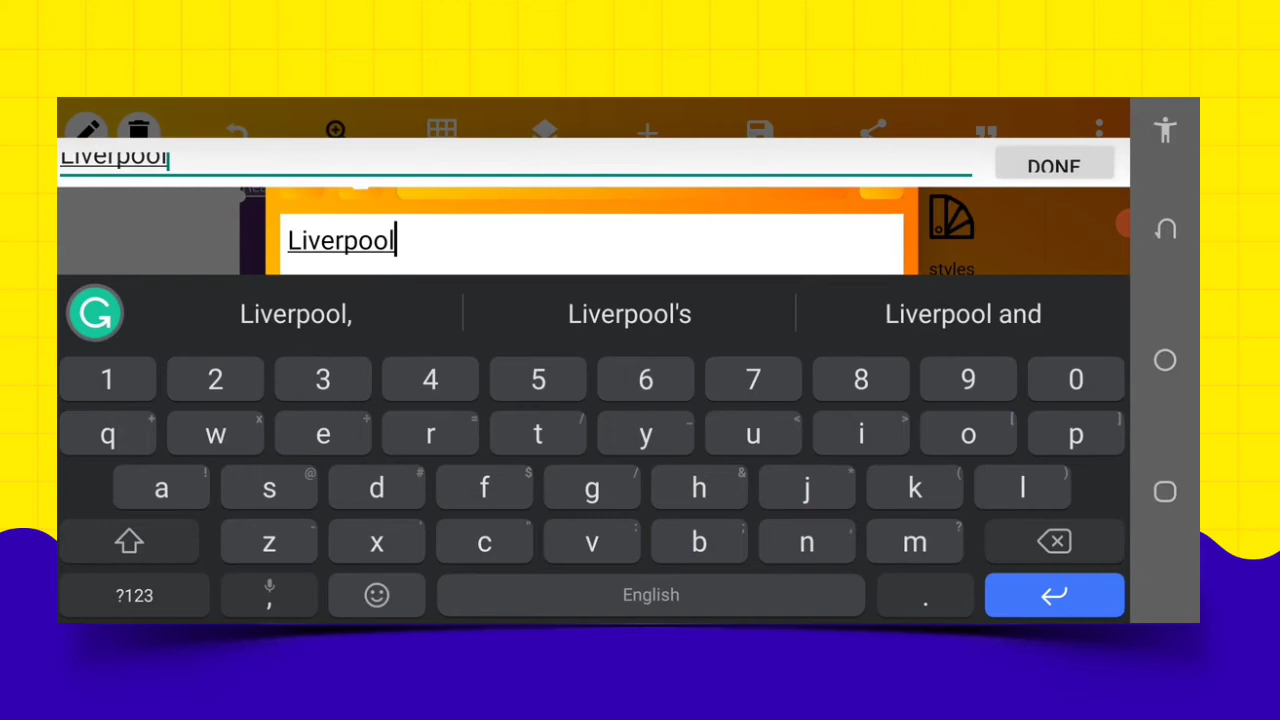 Liverpool
DONE
Liverpool
styles
Liverpool, Liverpool's Liverpool and
1 2 3 4 5 6 7 8 9 0
+ x ÷ = / _ < > [ ]
q w e r t y u i o p
! @ # $ / & * ( )
a s d f g h j k l
- ' " : ; , ?
z x c v b n m
?123 , English .